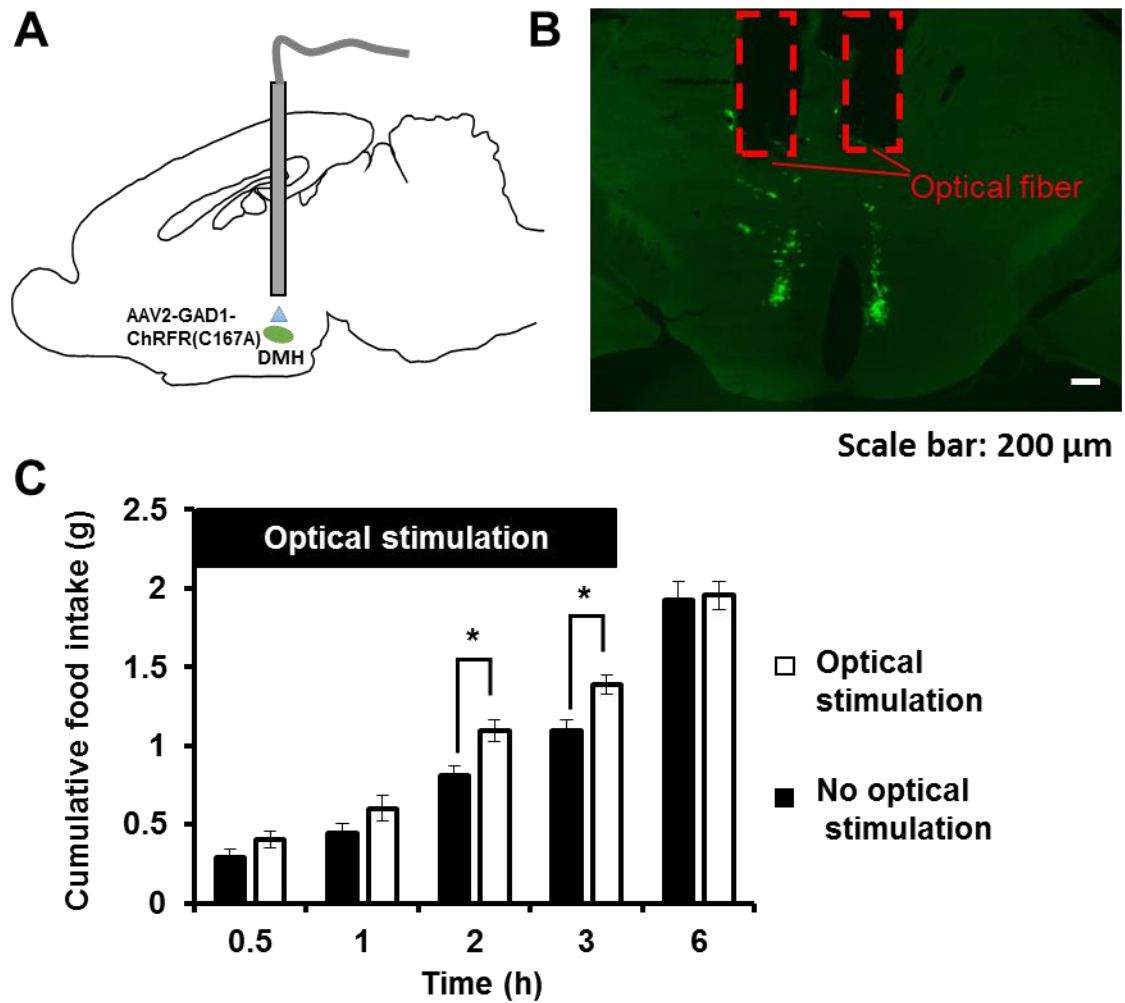 A
AAV2-GAD1-
ChRFR(C167A)
DMH
B
Optical fiber
Scale bar: 200 µm
C
Cumulative food intake (g)
2.5
2
1.5
1
0.5
0
Optical stimulation
*
*
0.5 1 2 3 6
Time (h)
Optical
stimulation
No optical
stimulation